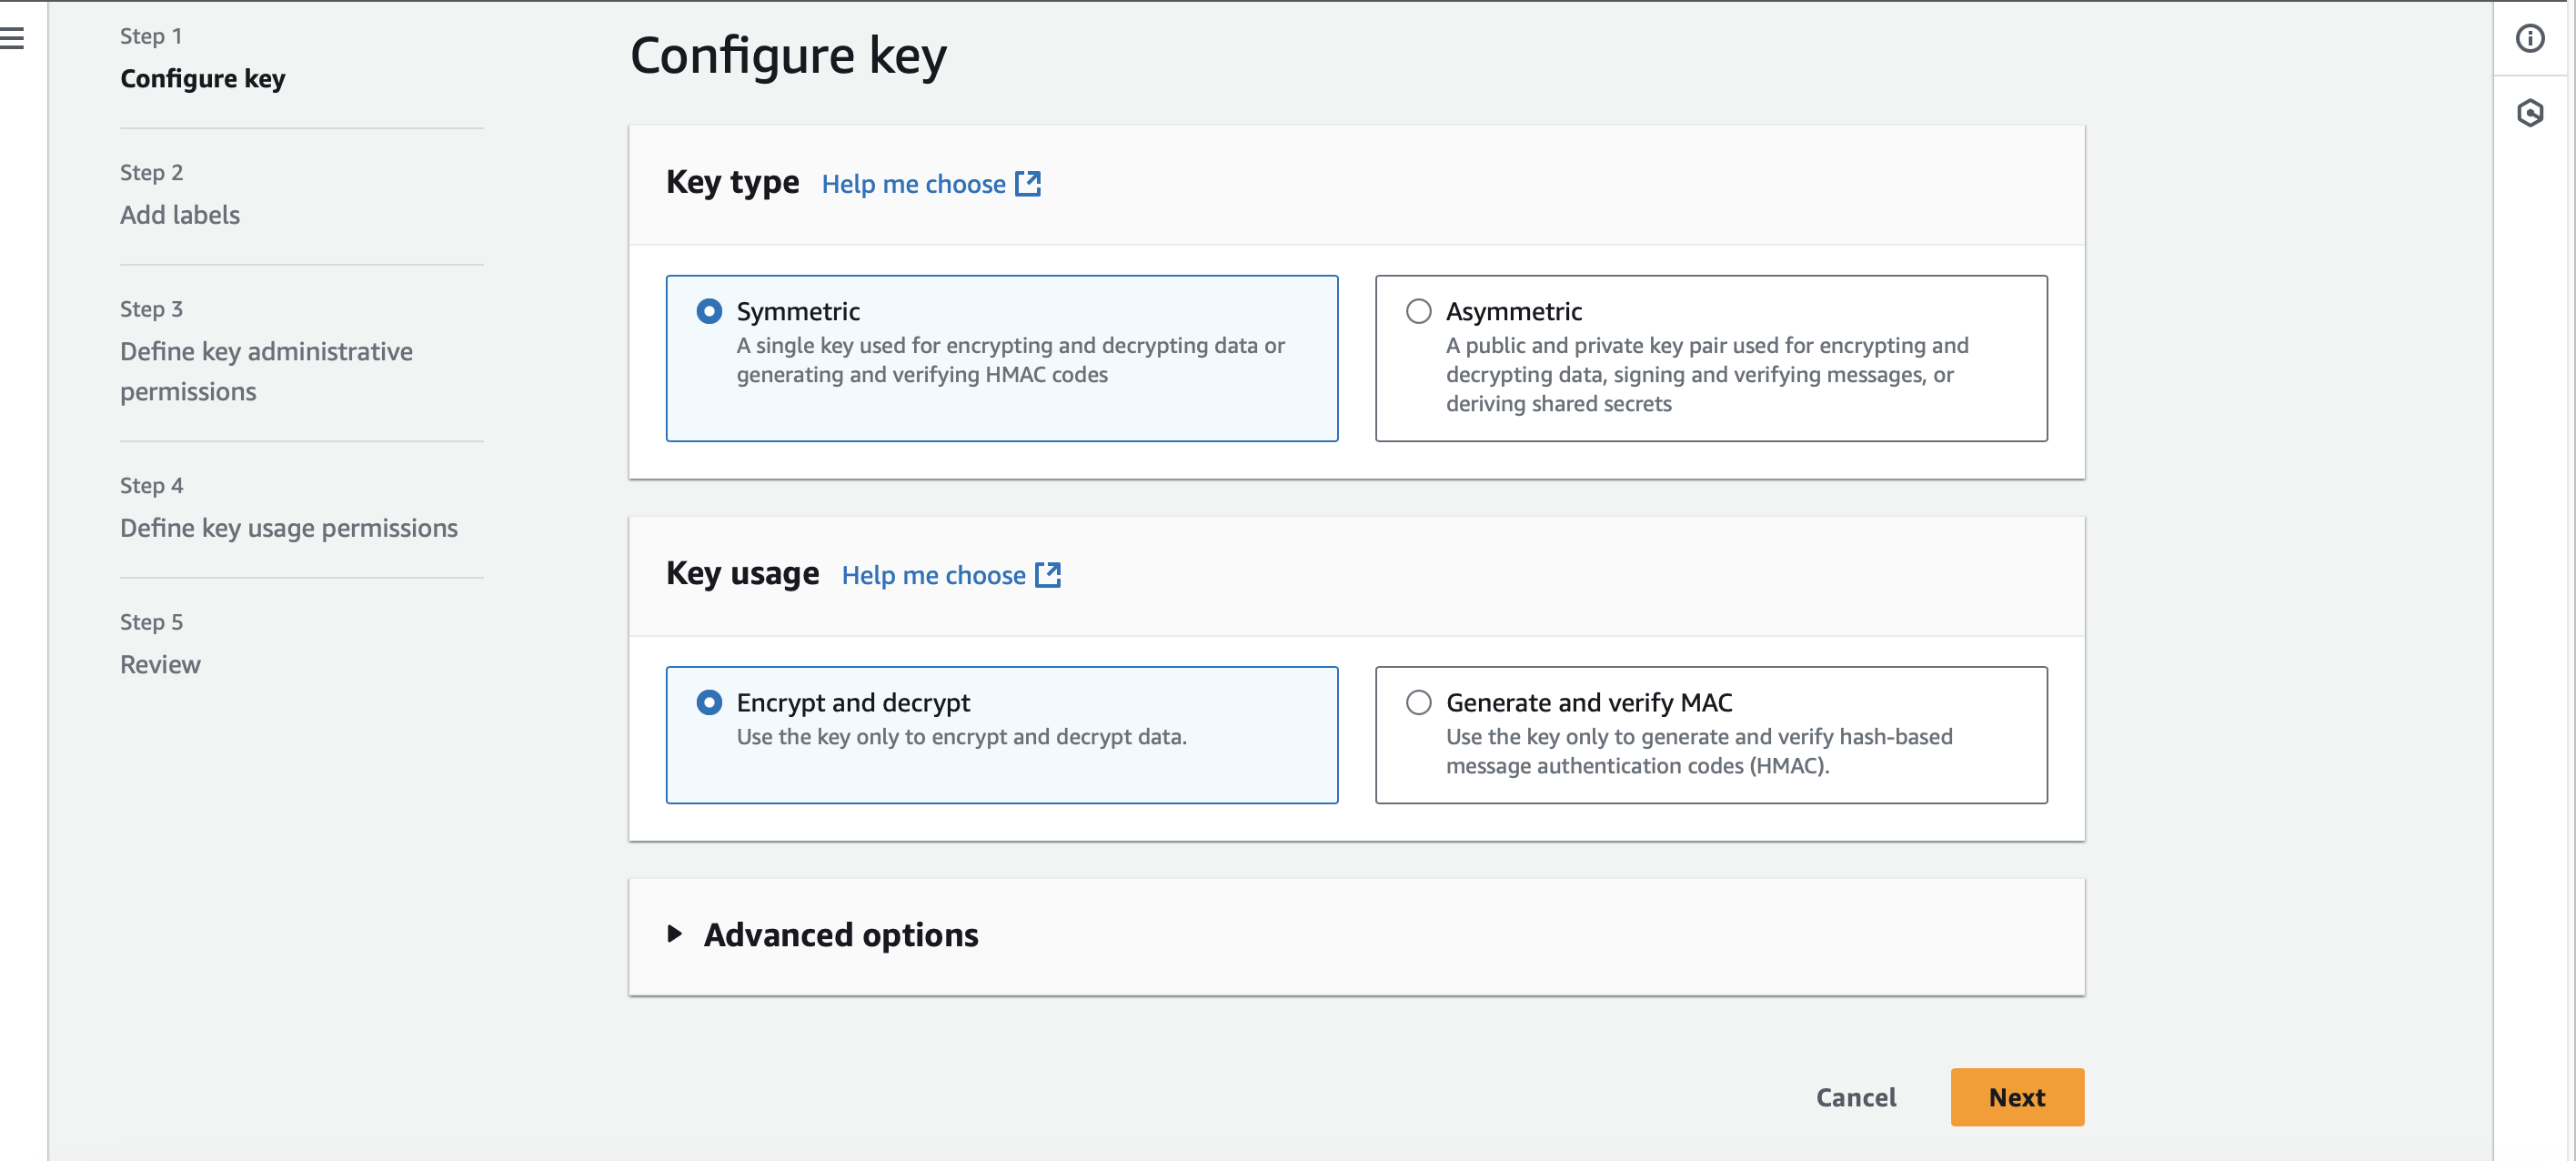 Step 1
Configure key
Step 2
Add labels
Step 3
Define key administrative
permissions
Step 4
Define key usage permissions
Step 5
Review
Configure key
Key type Help me choose
Symmetric
A single key used for encrypting and decrypting data or
generating and verifying HMAC codes
Asymmetric
A public and private key pair used for encrypting and
decrypting data, signing and verifying messages, or
deriving shared secrets
Key usage Help me choose
Encrypt and decrypt
Use the key only to encrypt and decrypt data.
Generate and verify MAC
Use the key only to generate and verify hash-based
message authentication codes (HMAC).
Advanced options
Cancel
Next